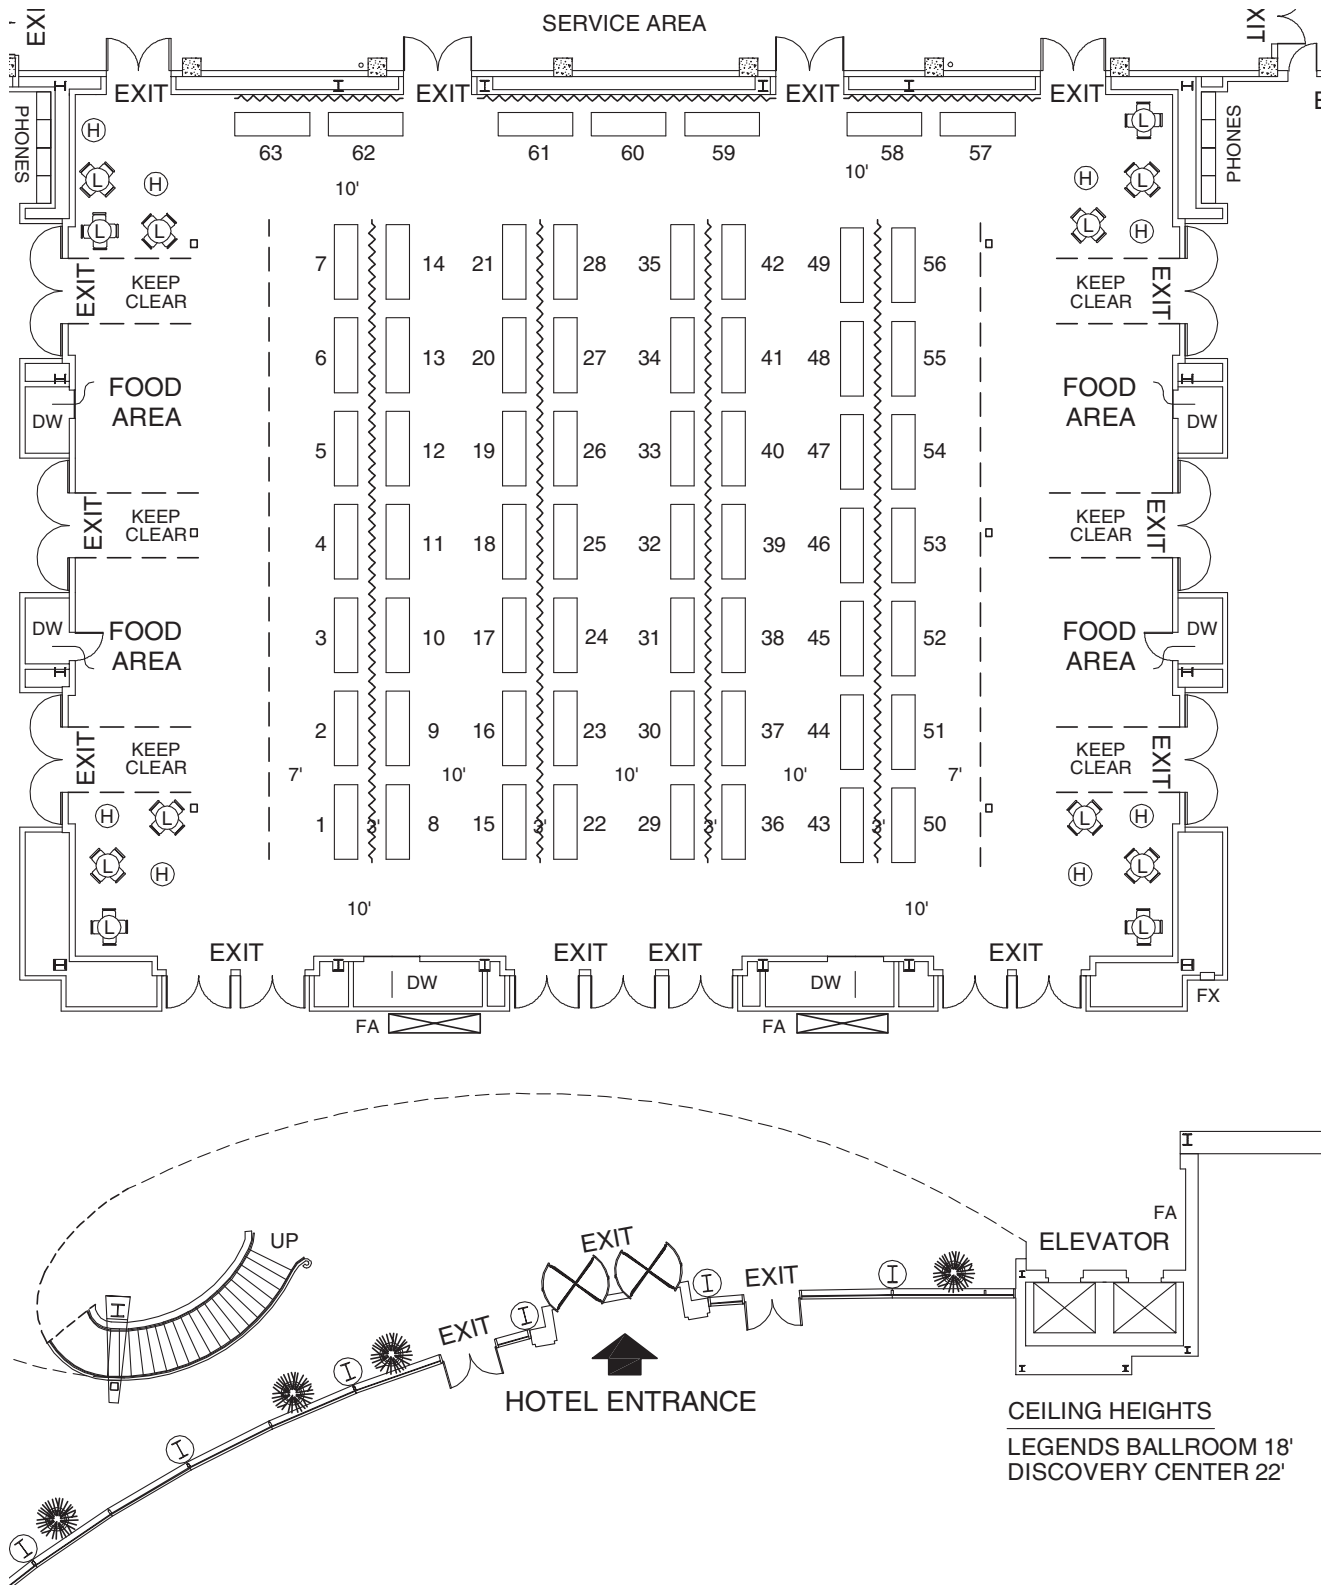 SERVICE AREA
EXI
XIT
EXIT
EXIT
EXIT
EXIT
E
PHONES
PHONES
63
62
61
60
59
58
57
H
L
L
H
L
L
L
H
L
H
L
H
10'
10'
7
14
21
28
35
42
49
56
EXIT
KEEP
CLEAR
KEEP
CLEAR
EXIT
6
13
20
27
34
41
48
55
FOOD
AREA
FOOD
AREA
DW
DW
5
12
19
26
33
40
47
54
EXIT
KEEP
CLEAR
KEEP
CLEAR
EXIT
4
11
18
25
32
39
46
53
DW
FOOD
AREA
FOOD
AREA
DW
3
10
17
24
31
38
45
52
2
9
16
23
30
37
44
51
EXIT
KEEP
CLEAR
KEEP
CLEAR
EXIT
7'
10'
10'
10'
7'
1
3'
8
15
3'
22
29
3'
36
43
3'
50
H
L
L
H
L
L
H
H
L
L
10'
10'
EXIT
EXIT
EXIT
EXIT
DW
DW
FA
FA
FX
UP
EXIT
EXIT
EXIT
FA
ELEVATOR
HOTEL ENTRANCE
CEILING HEIGHTS
LEGENDS BALLROOM 18'
DISCOVERY CENTER 22'